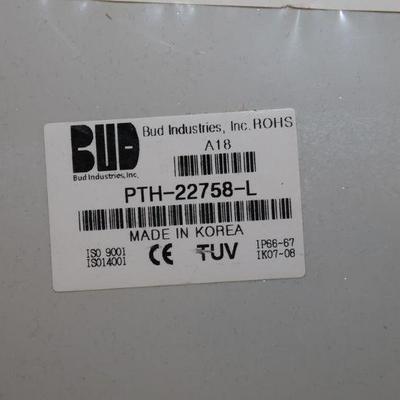 BUD
Bud Industries, Inc.
Bud Industries, Inc. ROHS
A18
PTH-22758-L
MADE IN KOREA
ISO 9001
ISO14001
CE
TUV
IP66-67
IK07-08